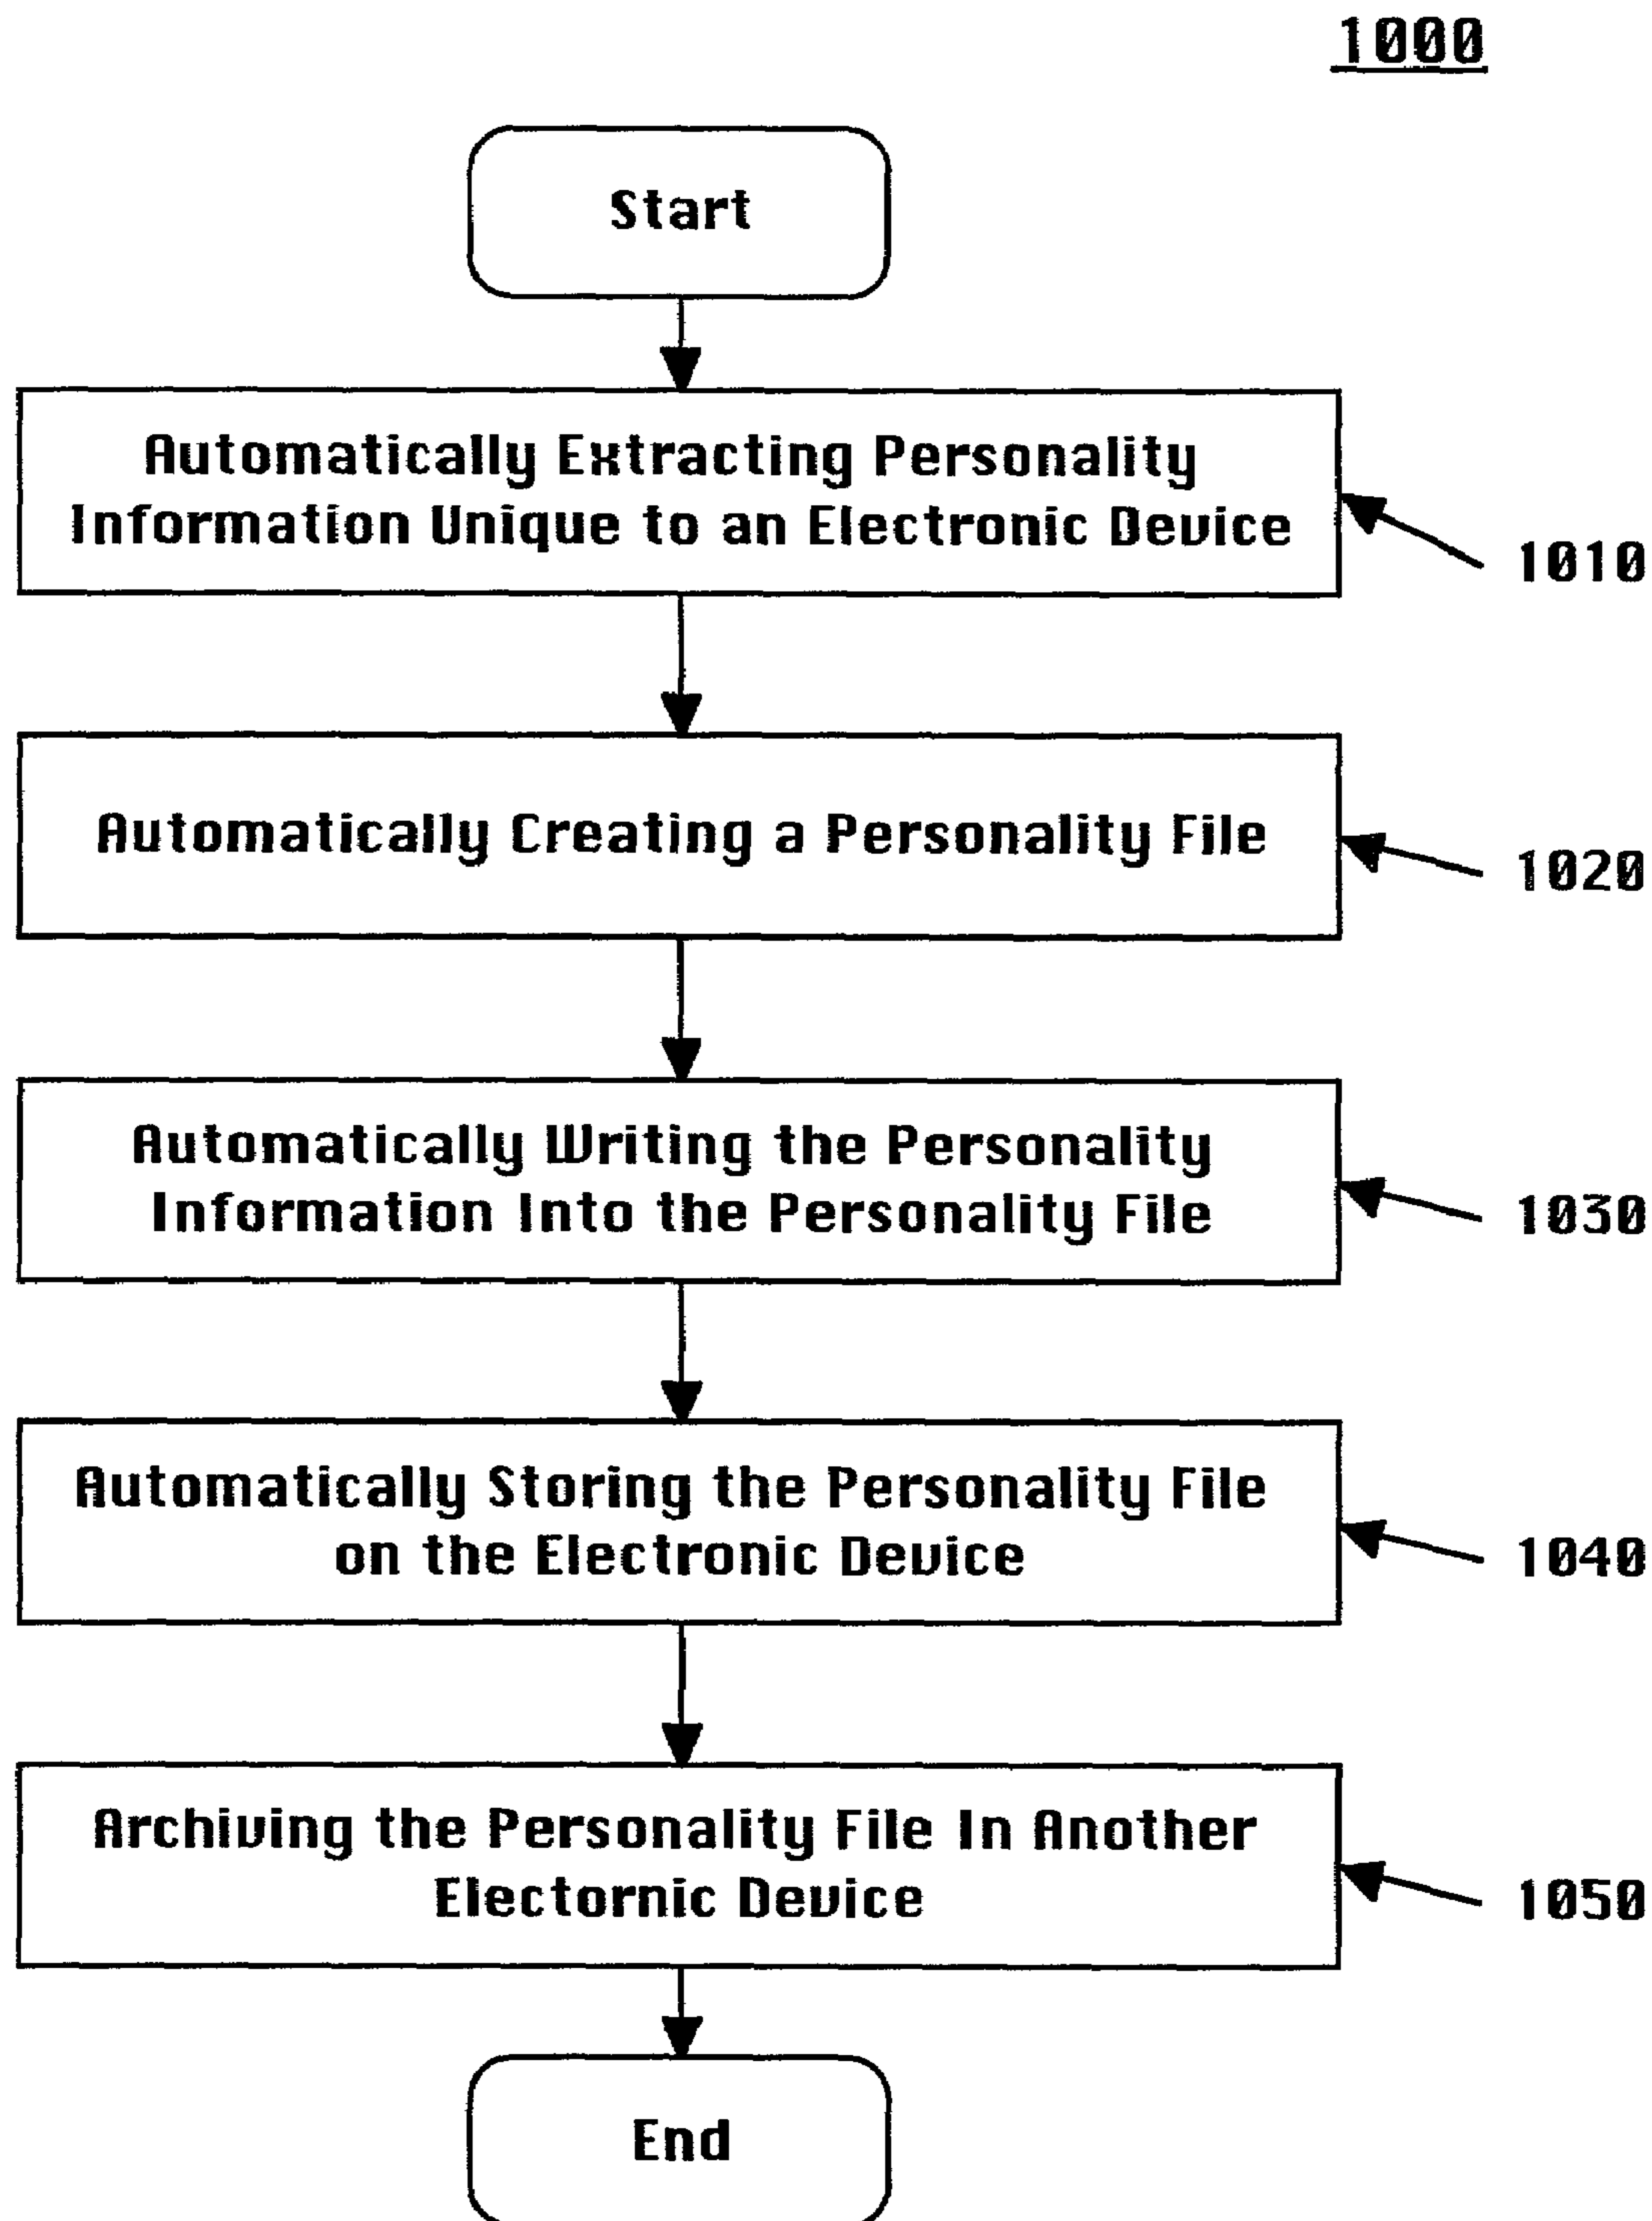 1000
Start
Automatically Extracting Personality
Information Unique to an Electronic Device
1010
Automatically Creating a Personality File
1020
Automatically Writing the Personality
Information Into the Personality File
1030
Automatically Storing the Personality File
on the Electronic Device
1040
Archiving the Personality File In Another
Electornic Device
1050
End